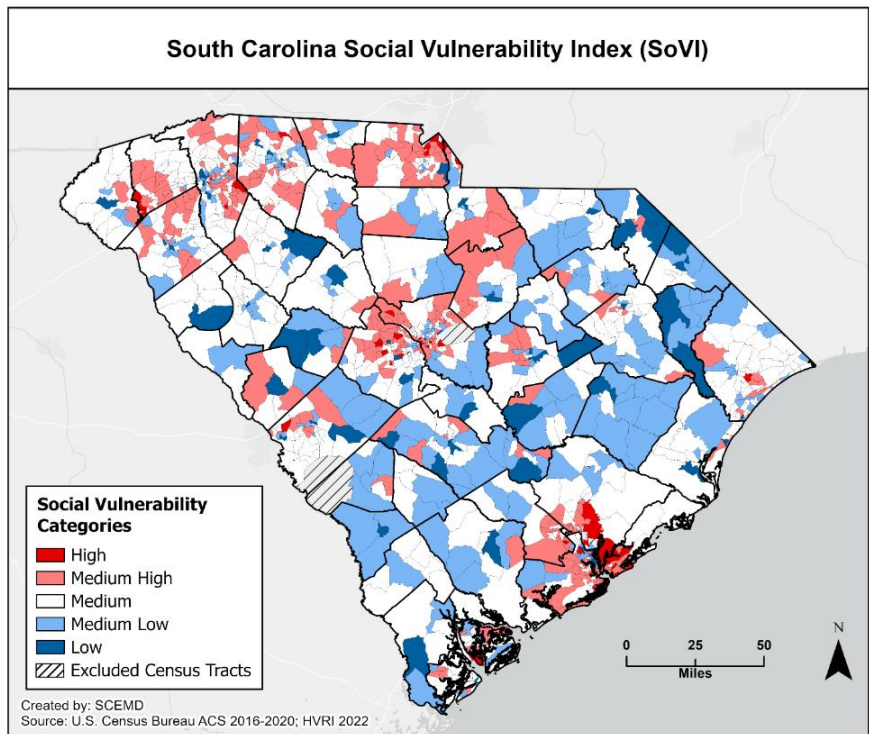 South Carolina Social Vulnerability Index (SoVI)
Social Vulnerability
Categories
High
Medium High
Medium
Medium Low
Low
Excluded Census Tracts
0 50
Miles
N
Created by: SCEMD
Source: U.S. Census Bureau ACS 2016-2020; HVRI 2022